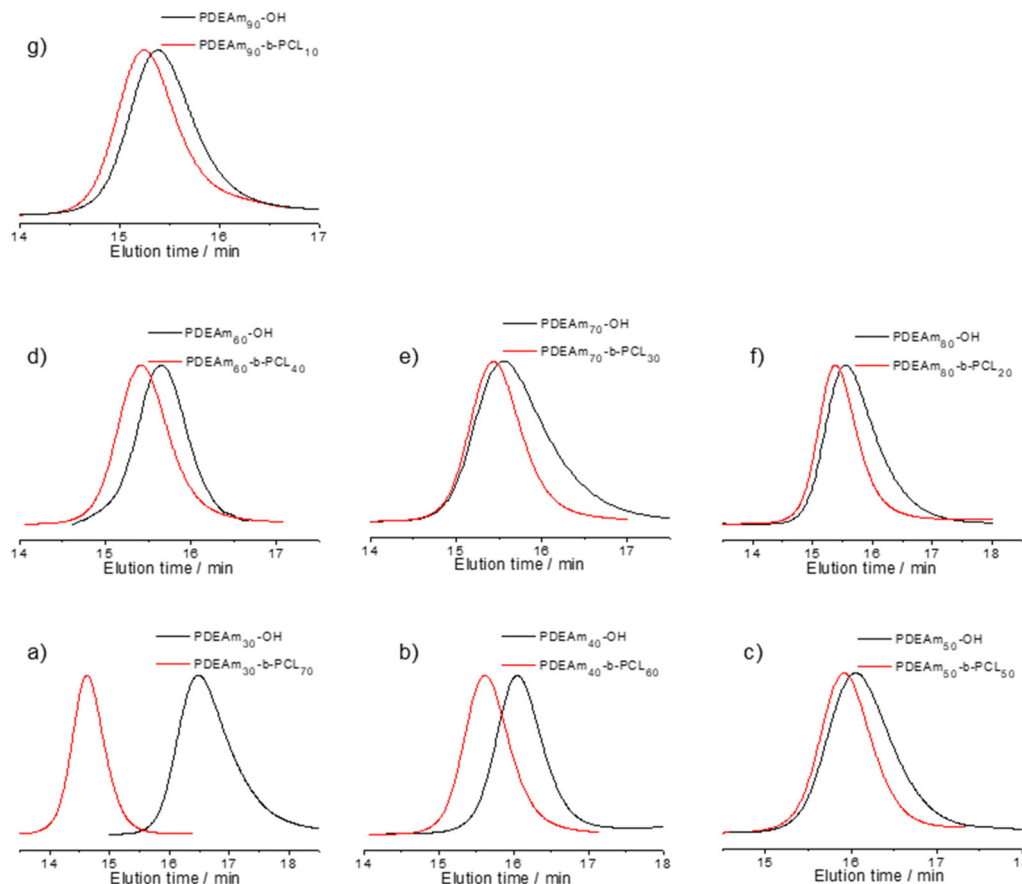 g)
PDEAm90-OH
PDEAm90-b-PCL10
14 15 16 17
Elution time / min
d)
PDEAm60-OH
PDEAm60-b-PCL40
14 15 16 17
Elution time / min
e)
PDEAm70-OH
PDEAm70-b-PCL30
14 15 16 17
Elution time / min
f)
PDEAm80-OH
PDEAm80-b-PCL20
14 15 16 17 18
Elution time / min
a)
PDEAm30-OH
PDEAm30-b-PCL70
14 15 16 17 18
Elution time / min
b)
PDEAm40-OH
PDEAm40-b-PCL60
14 15 16 17 18
Elution time / min
c)
PDEAm50-OH
PDEAm50-b-PCL50
15 16 17
Elution time / min